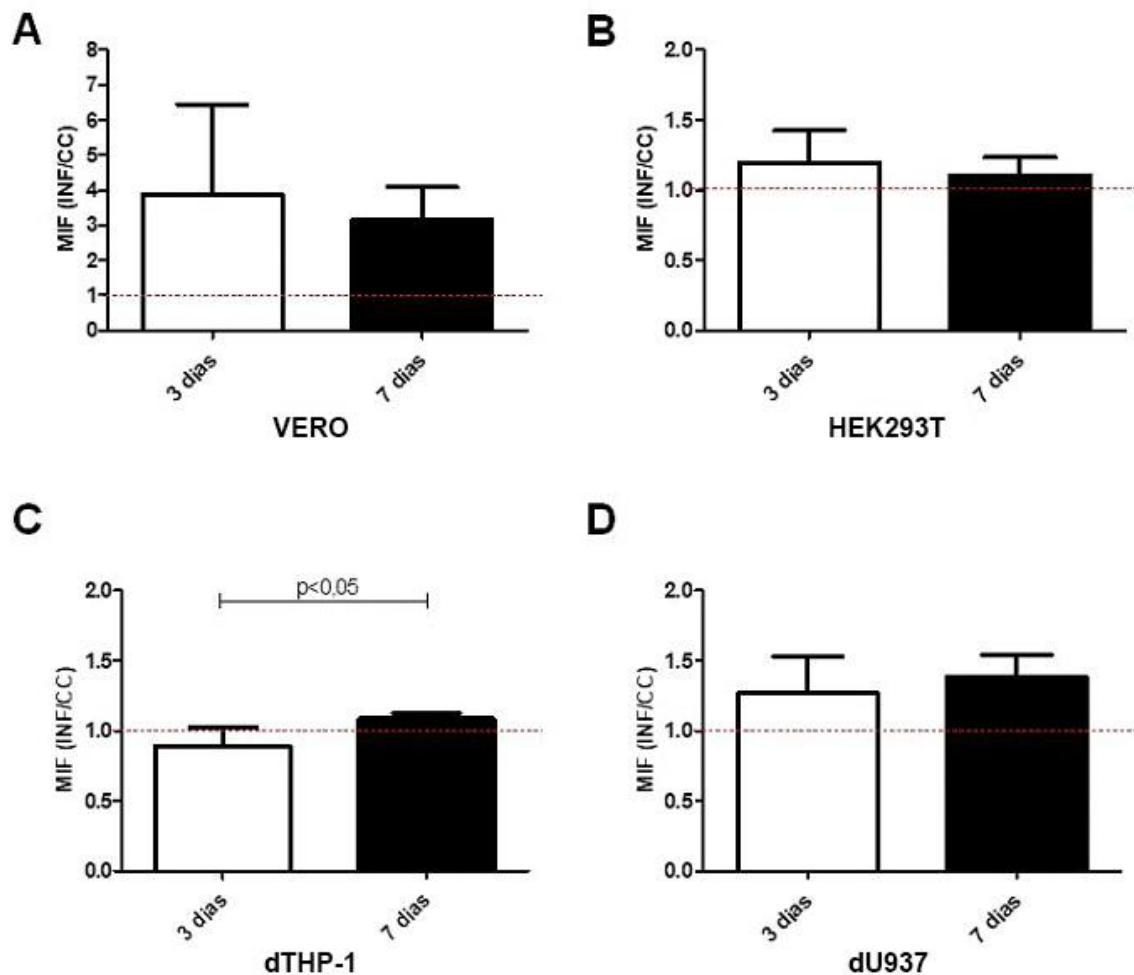 A
MIF (INF/CC)
8
7
6
5
4
3
2
1
0
3 dias
7 dias
VERO
B
MIF (INF/CC)
2.0
1.5
1.0
0.5
0.0
3 dias
7 dias
HEK293T
C
MIF (INF/CC)
2.0
1.5
1.0
0.5
0.0
p<0.05
3 dias
7 dias
dTHP-1
D
MIF (INF/CC)
2.0
1.5
1.0
0.5
0.0
3 dias
7 dias
dU937